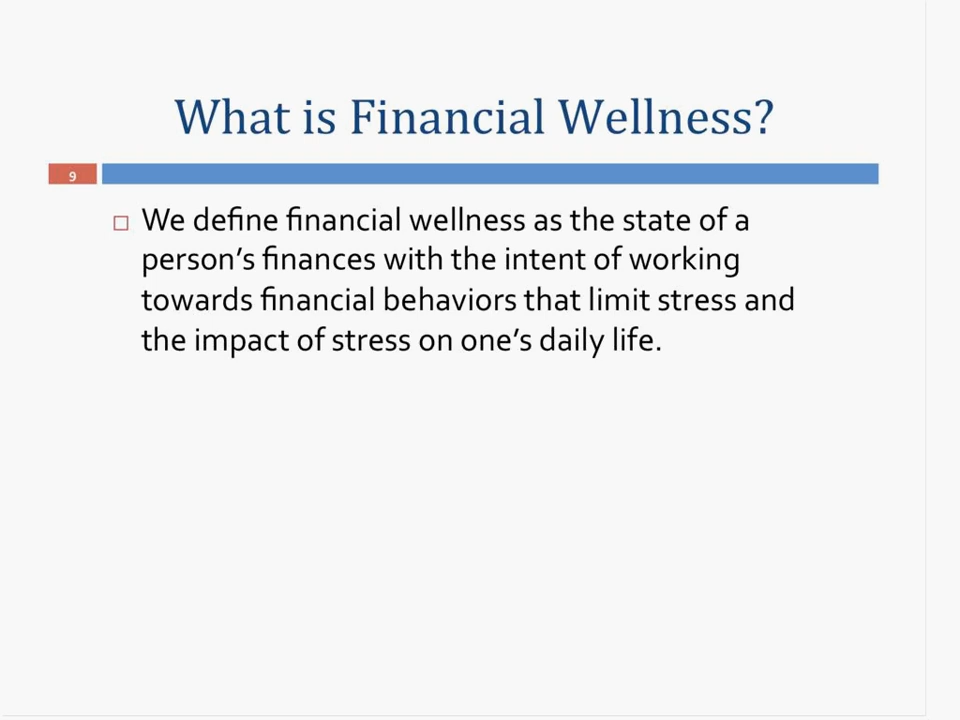 What is Financial Wellness?
9
□ We define financial wellness as the state of a
person’s finances with the intent of working
towards financial behaviors that limit stress and
the impact of stress on one’s daily life.